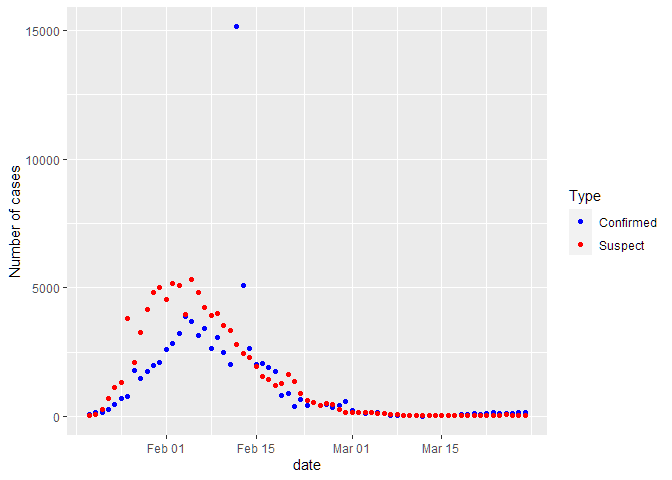 15000
10000
5000
0
Number of cases
Feb 01
Feb 15
Mar 01
Mar 15
date
Type
Confirmed
Suspect